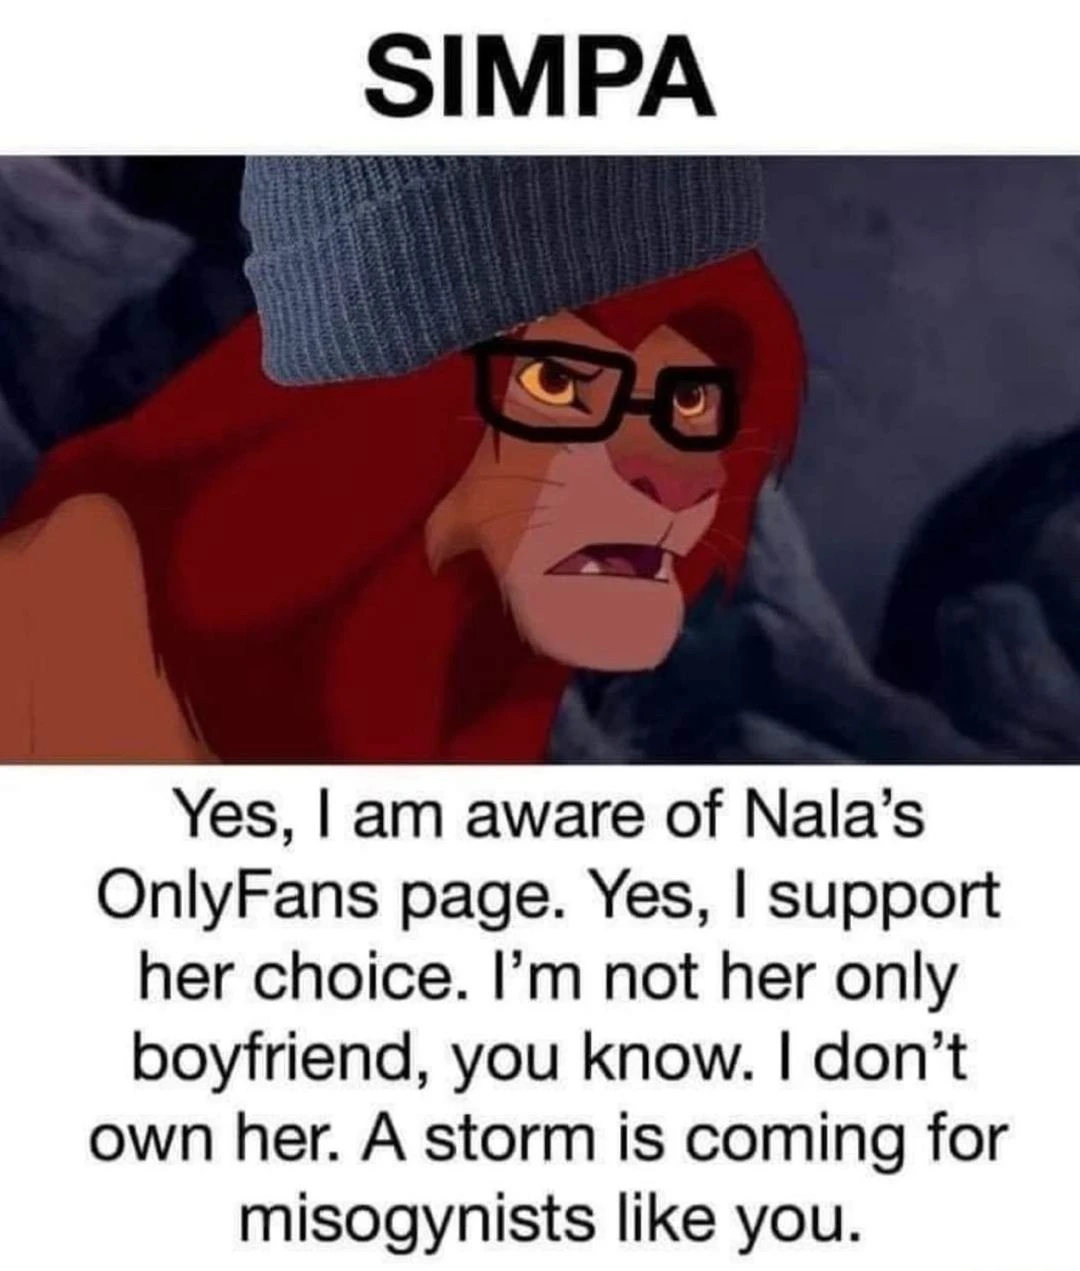 SIMPA
Yes, I am aware of Nala’s
OnlyFans page. Yes, I support
her choice. I’m not her only
boyfriend, you know. I don’t
own her. A storm is coming for
misogynists like you.